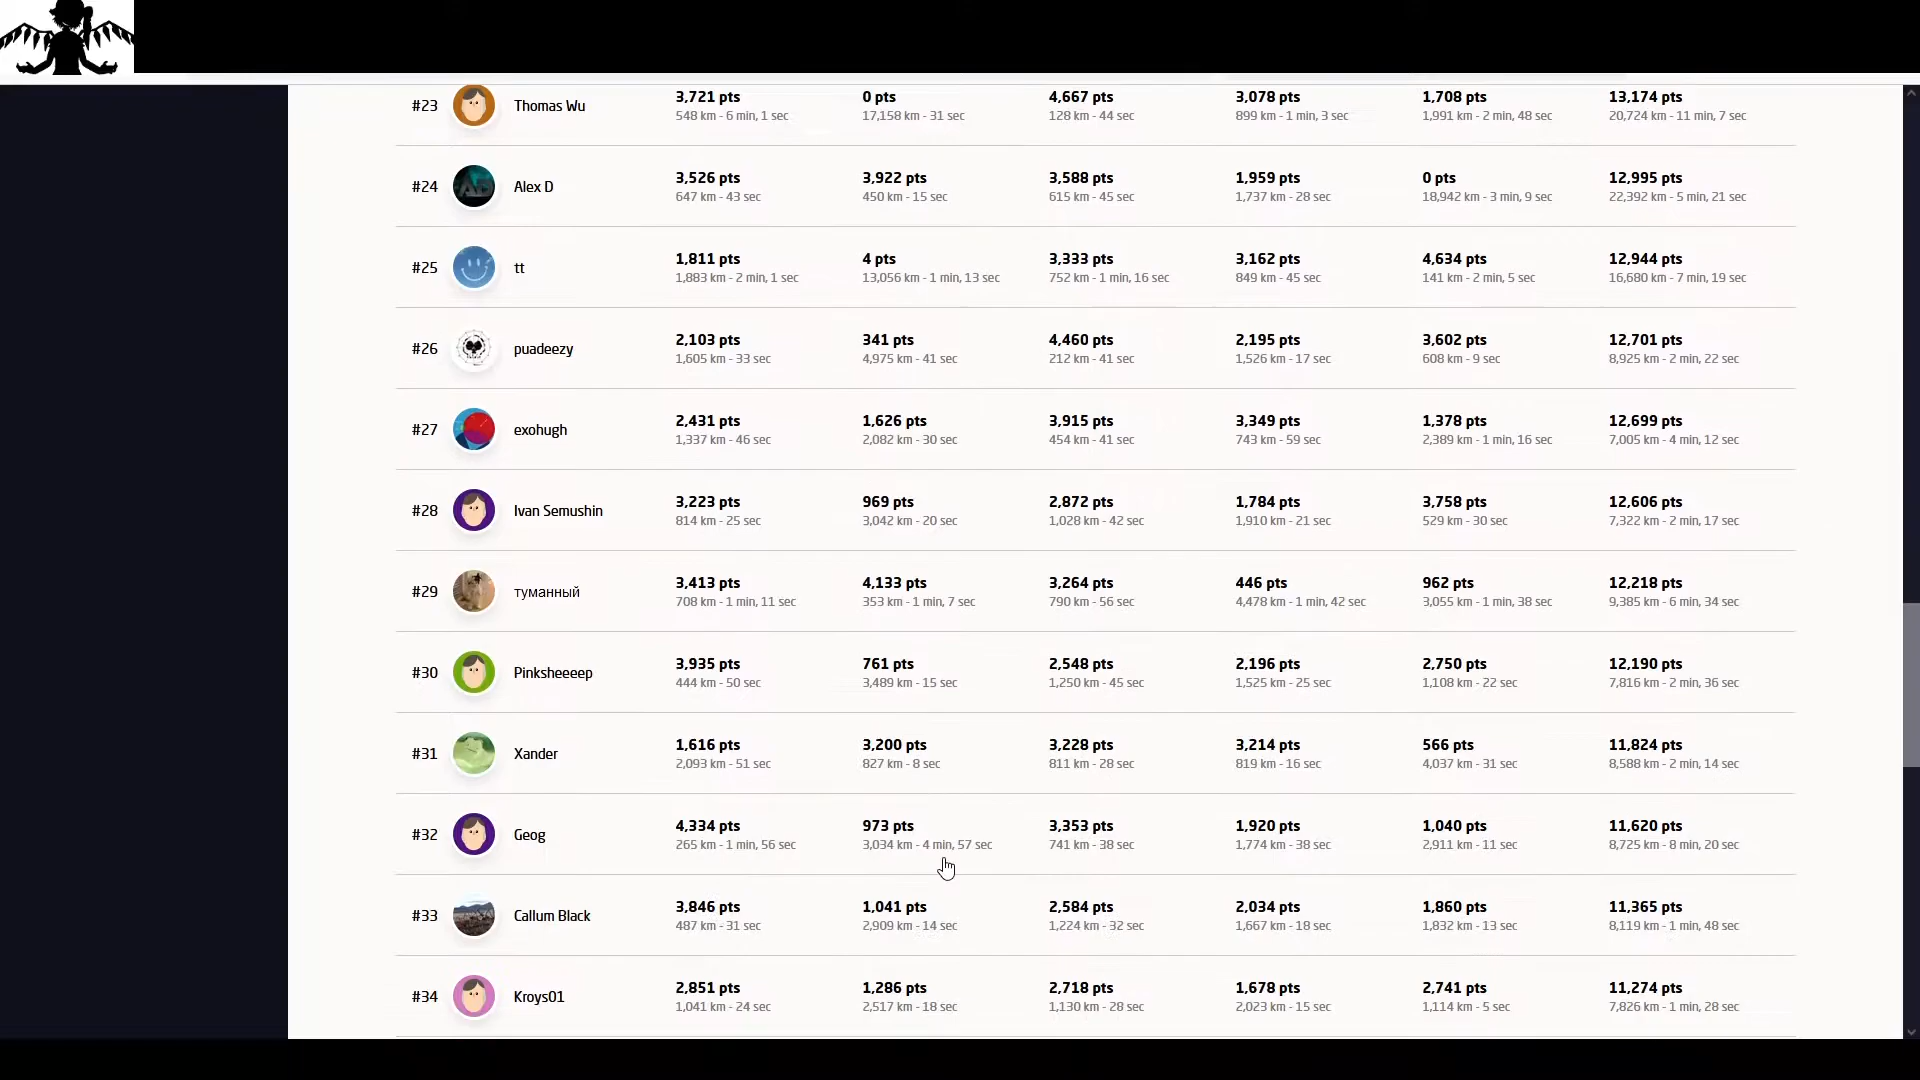 #23 Thomas Wu 3,721 pts 0 pts 4,667 pts 3,078 pts 1,708 pts 13,174 pts
548 km - 6 min, 1 sec 17,158 km - 31 sec 128 km - 44 sec 899 km - 1 min, 3 sec 1,991 km - 2 min, 48 sec 20,724 km - 11 min, 7 sec
#24 Alex D 3,526 pts 3,922 pts 3,588 pts 1,959 pts 0 pts 12,995 pts
647 km - 43 sec 450 km - 15 sec 615 km - 45 sec 1,737 km - 28 sec 18,942 km - 3 min, 9 sec 22,392 km - 5 min, 21 sec
#25 tt 1,811 pts 4 pts 3,333 pts 3,162 pts 4,634 pts 12,944 pts
1,883 km - 2 min, 1 sec 13,056 km - 1 min, 13 sec 752 km - 1 min, 16 sec 849 km - 45 sec 141 km - 2 min, 5 sec 16,680 km - 7 min, 19 sec
#26 puadeezy 2,103 pts 341 pts 4,460 pts 2,195 pts 3,602 pts 12,701 pts
1,605 km - 33 sec 4,975 km - 41 sec 212 km - 41 sec 1,526 km - 17 sec 608 km - 9 sec 8,925 km - 2 min, 22 sec
#27 exohugh 2,431 pts 1,626 pts 3,915 pts 3,349 pts 1,378 pts 12,699 pts
1,337 km - 46 sec 2,082 km - 30 sec 454 km - 41 sec 743 km - 59 sec 2,389 km - 1 min, 16 sec 7,005 km - 4 min, 12 sec
#28 Ivan Semushin 3,223 pts 969 pts 2,872 pts 1,784 pts 3,758 pts 12,606 pts
814 km - 25 sec 3,042 km - 20 sec 1,028 km - 42 sec 1,910 km - 21 sec 529 km - 30 sec 7,322 km - 2 min, 17 sec
#29 туманный 3,413 pts 4,133 pts 3,264 pts 446 pts 962 pts 12,218 pts
708 km - 1 min, 11 sec 353 km - 1 min, 7 sec 790 km - 56 sec 4,478 km - 1 min, 42 sec 3,055 km - 1 min, 38 sec 9,385 km - 6 min, 34 sec
#30 Pinksheeeep 3,935 pts 761 pts 2,548 pts 2,196 pts 2,750 pts 12,190 pts
444 km - 50 sec 3,489 km - 15 sec 1,250 km - 45 sec 1,525 km - 25 sec 1,108 km - 22 sec 7,816 km - 2 min, 36 sec
#31 Xander 1,616 pts 3,200 pts 3,228 pts 3,214 pts 566 pts 11,824 pts
2,093 km - 51 sec 827 km - 8 sec 811 km - 28 sec 819 km - 16 sec 4,037 km - 31 sec 8,588 km - 2 min, 14 sec
#32 Geog 4,334 pts 973 pts 3,353 pts 1,920 pts 1,040 pts 11,620 pts
265 km - 1 min, 56 sec 3,034 km - 4 min, 57 sec 741 km - 38 sec 1,774 km - 38 sec 2,911 km - 11 sec 8,725 km - 8 min, 20 sec
#33 Callum Black 3,846 pts 1,041 pts 2,584 pts 2,034 pts 1,860 pts 11,365 pts
487 km - 31 sec 2,909 km - 14 sec 1,224 km - 32 sec 1,667 km - 18 sec 1,832 km - 13 sec 8,119 km - 1 min, 48 sec
#34 Kroys01 2,851 pts 1,286 pts 2,718 pts 1,678 pts 2,741 pts 11,274 pts
1,041 km - 24 sec 2,517 km - 18 sec 1,130 km - 28 sec 2,023 km - 15 sec 1,114 km - 5 sec 7,826 km - 1 min, 28 sec